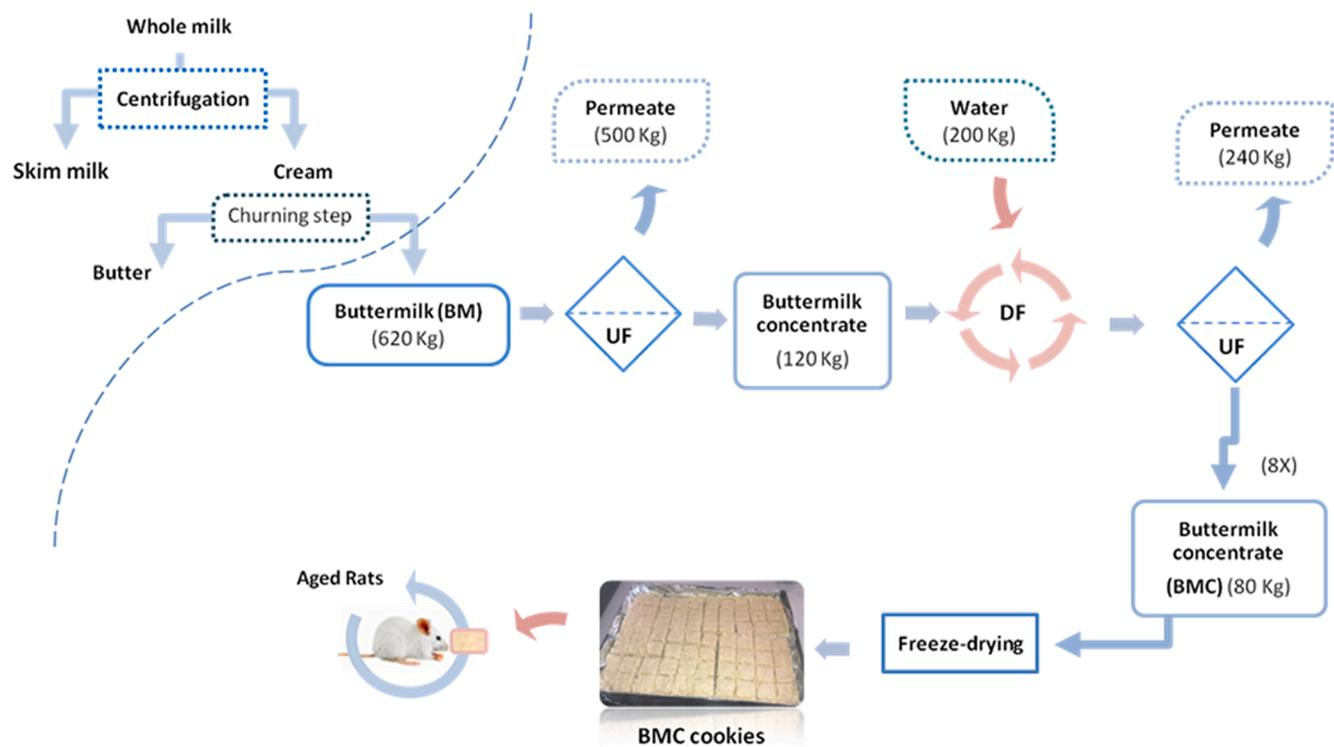 Whole milk
Centrifugation
Skim milk
Cream
Churning step
Butter
Buttermilk (BM)
(620 Kg)
UF
Permeate
(500 Kg)
Buttermilk
concentrate
(120 Kg)
Water
(200 Kg)
DF
UF
Permeate
(240 Kg)
(8X)
Buttermilk
concentrate
(BMC) (80 Kg)
Freeze-drying
BMC cookies
Aged Rats